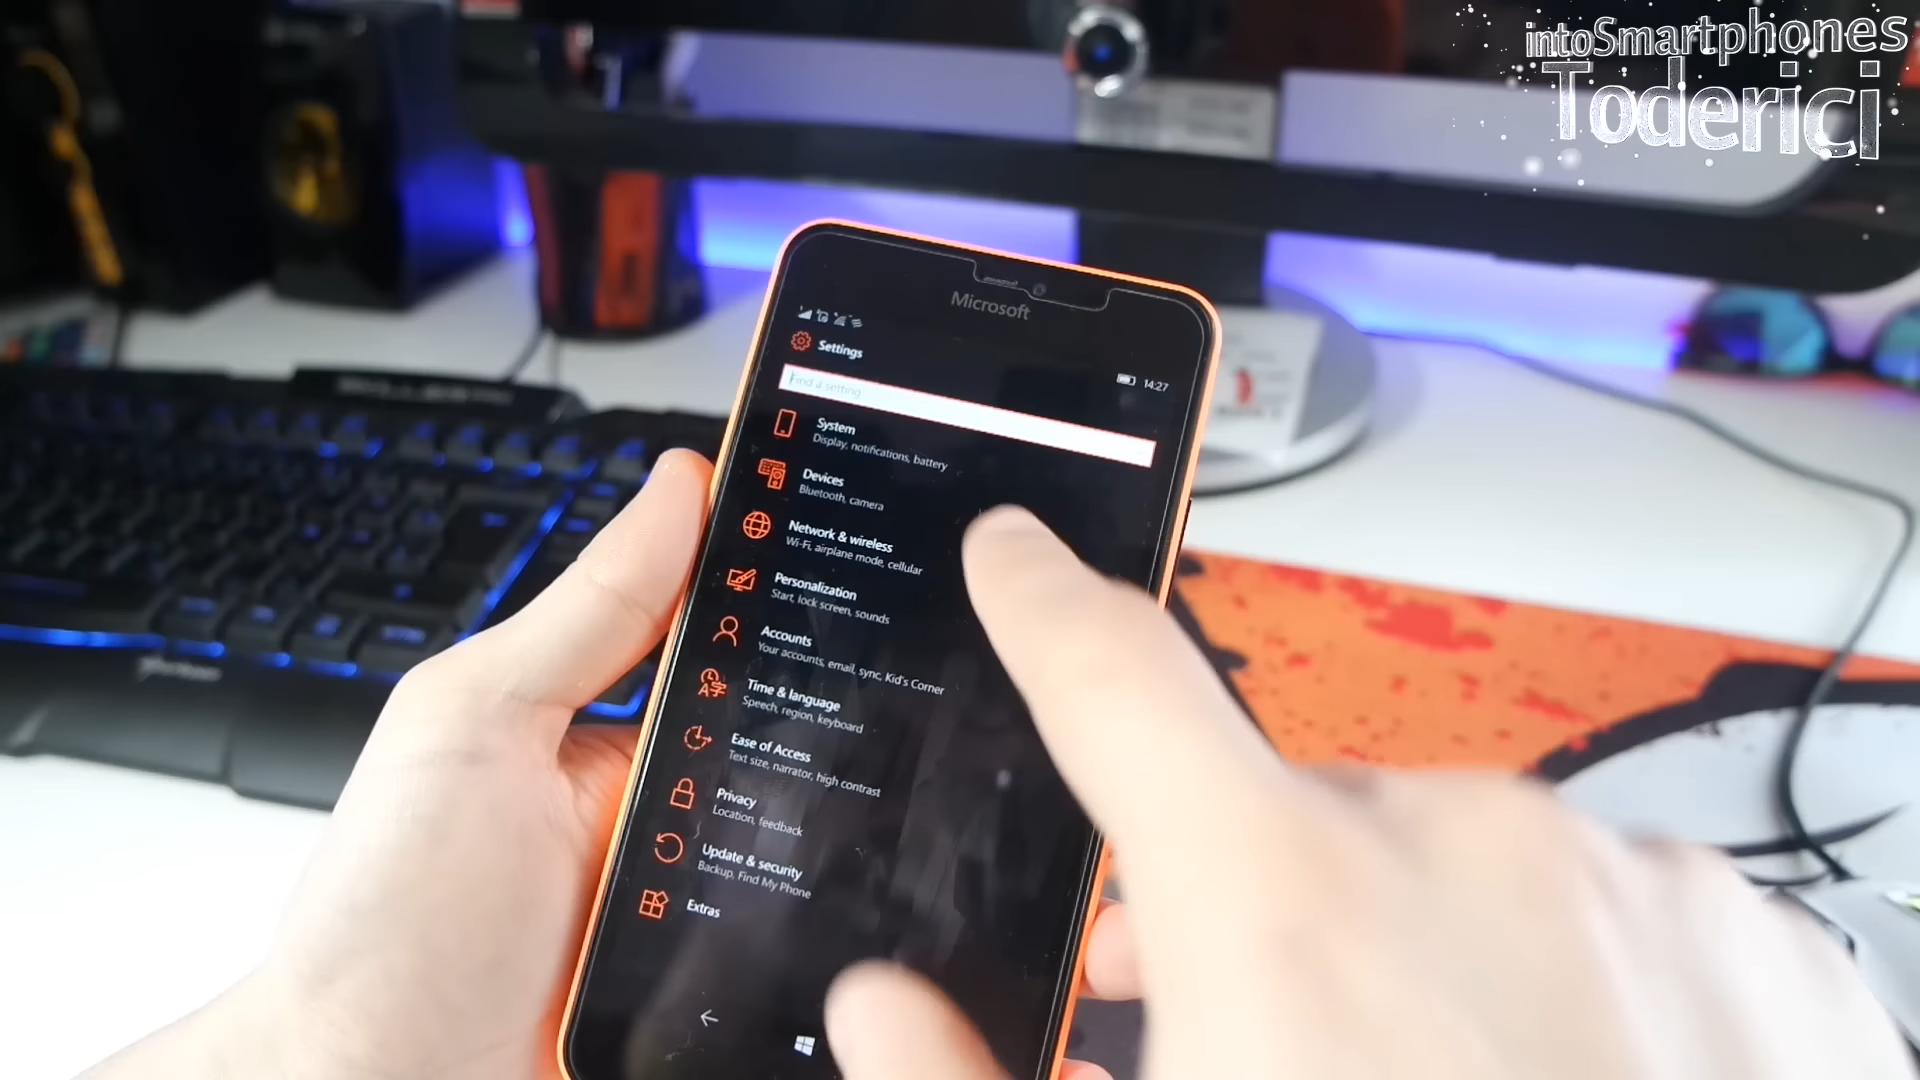 intoSmartphones
Toderici
Microsoft
14:27
Settings
Find a setting
System
Display, notifications, battery
Devices
Bluetooth, camera
Network & wireless
Wi-Fi, airplane mode, cellular
Personalization
Start, lock screen, sounds
Accounts
Your accounts, email, sync, Kid's Corner
Time & language
Speech, region, keyboard
Ease of Access
Text size, narrator, high contrast
Privacy
Location, feedback
Update & security
Backup, Find My Phone
Extras